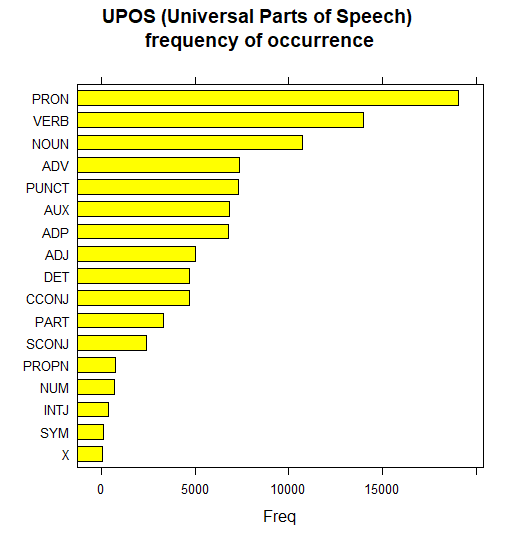 UPOS (Universal Parts of Speech)
frequency of occurrence
PRON
VERB
NOUN
ADV
PUNCT
AUX
ADP
ADJ
DET
CCONJ
PART
SCONJ
PROPN
NUM
INTJ
SYM
X
0 5000 10000 15000
Freq